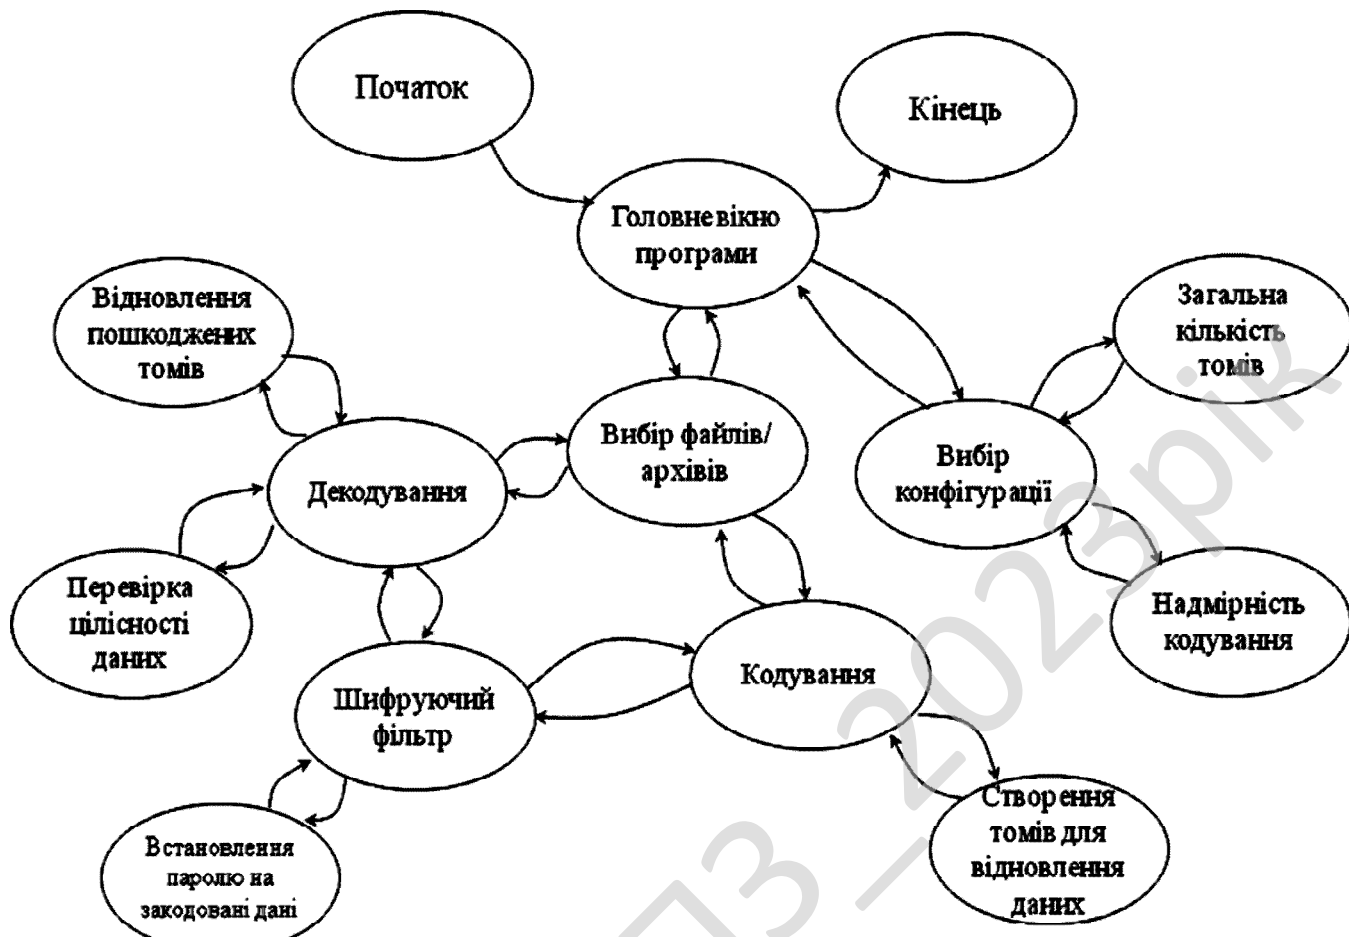 Початок
Кінець
Головне вікно
програми
Відновлення
пошкоджених
томів
Загальна
кількість
томів
Вибір файлів/
архівів
Вибір
конфігурації
Декодування
Перевірка
цілісності
даних
Надмірність
кодування
Кодування
Шифруючий
фільтр
Створення
томів для
відновлення
даних
Встановлення
паролю на
закодовані дані
ПЗ_2023рік